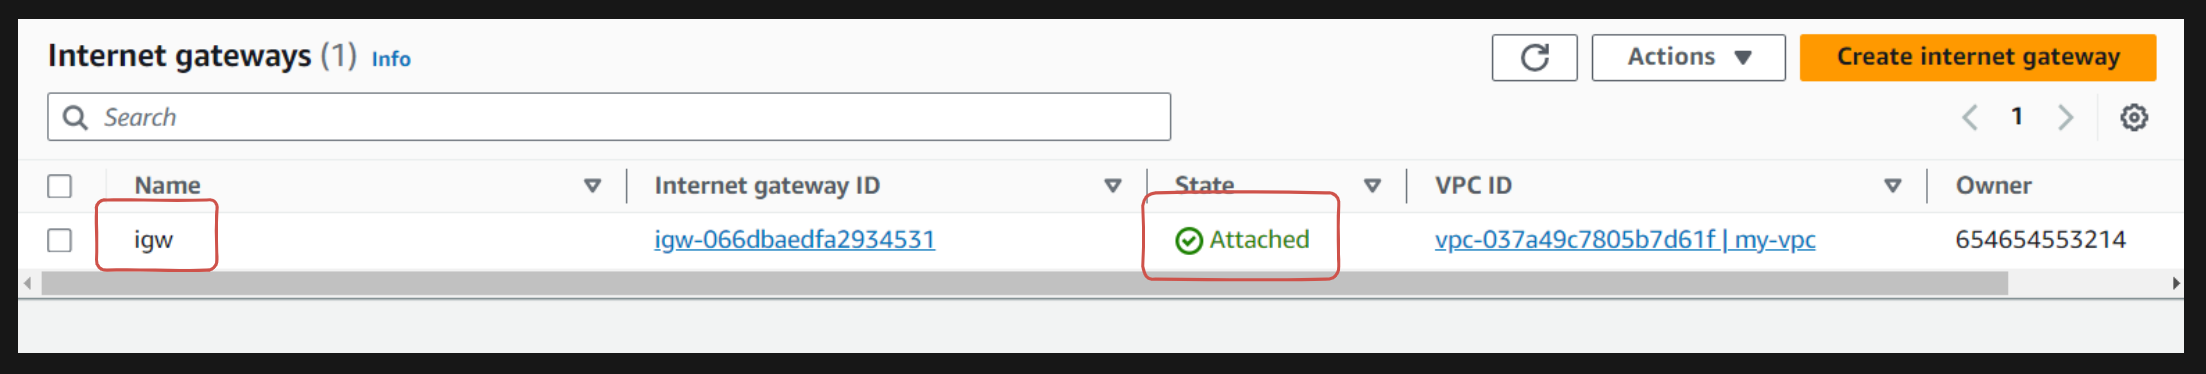 Internet gateways (1) Info
Actions
Create internet gateway
Search
1
Name Internet gateway ID State VPC ID Owner
igw igw-066dbaedfa2934531 Attached vpc-037a49c7805b7d61f | my-vpc 654654553214